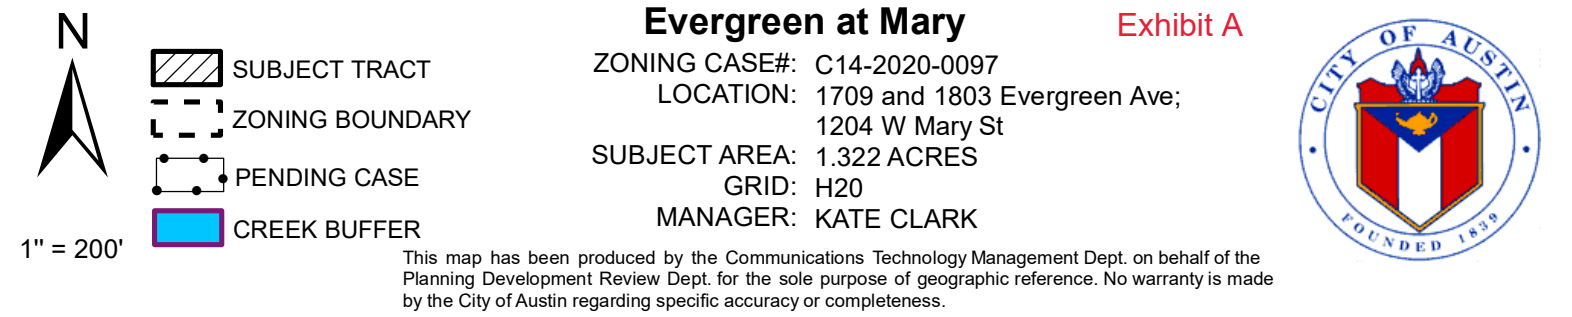 N
SUBJECT TRACT
ZONING BOUNDARY
PENDING CASE
CREEK BUFFER
1" = 200'
Evergreen at Mary
Exhibit A
ZONING CASE#: C14-2020-0097
LOCATION: 1709 and 1803 Evergreen Ave;
1204 W Mary St
SUBJECT AREA: 1.322 ACRES
GRID: H20
MANAGER: KATE CLARK
This map has been produced by the Communications Technology Management Dept. on behalf of the
Planning Development Review Dept. for the sole purpose of geographic reference. No warranty is made
by the City of Austin regarding specific accuracy or completeness.
CITY OF AUSTIN
FOUNDED 1839